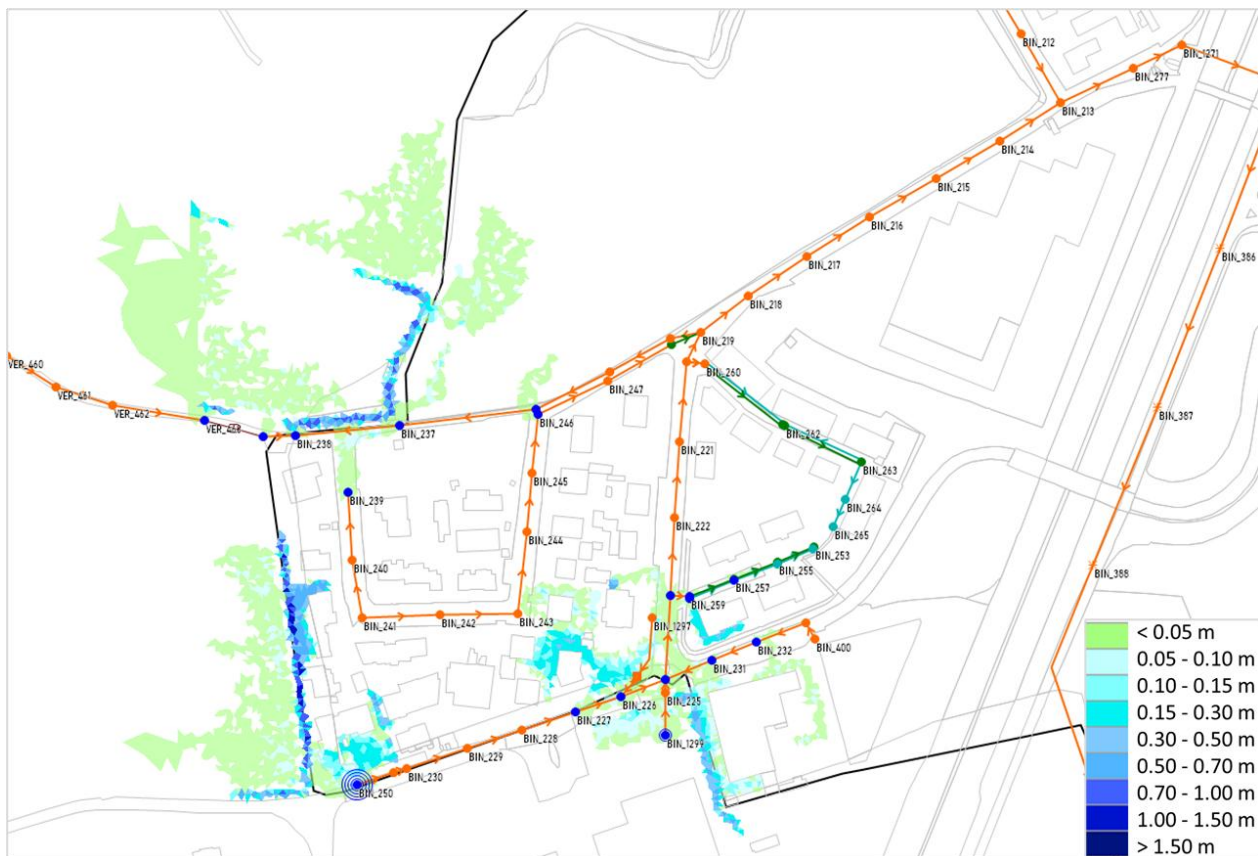 BIN_212
BIN_1271
BIN_277
BIN_213
BIN_214
BIN_215
BIN_216
BIN_386
BIN_217
BIN_218
BIN_219
VER_460
BIN_260
VER_461
BIN_247
BIN_387
VER_462
BIN_246
BIN_237
BIN_262
BIN_238
BIN_221
BIN_263
BIN_245
BIN_239
BIN_264
BIN_222
BIN_265
BIN_244
BIN_253
BIN_240
BIN_255
BIN_388
BIN_257
BIN_259
BIN_241
BIN_242
BIN_243
BIN_1297
BIN_232
BIN_400
BIN_231
BIN_225
BIN_226
BIN_227
BIN_228
BIN_1299
BIN_229
BIN_230
BIN_250
< 0.05 m
0.05 - 0.10 m
0.10 - 0.15 m
0.15 - 0.30 m
0.30 - 0.50 m
0.50 - 0.70 m
0.70 - 1.00 m
1.00 - 1.50 m
> 1.50 m